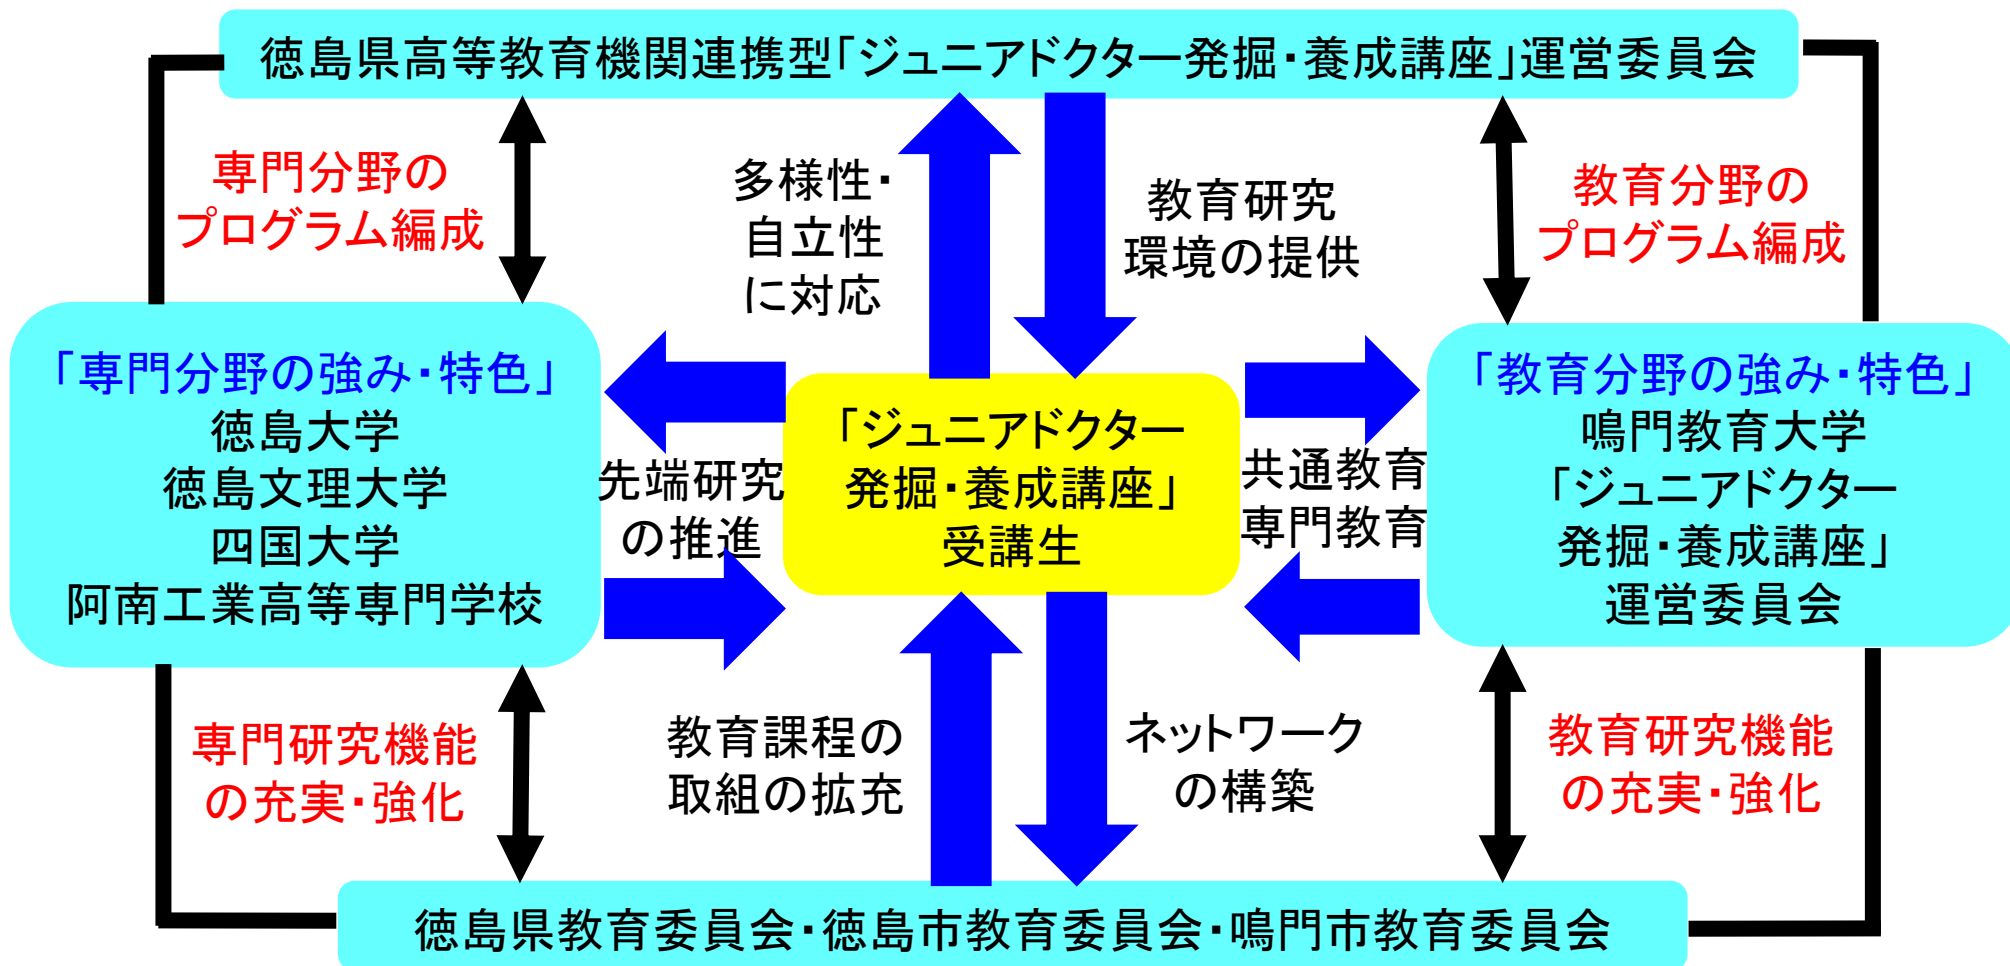 徳島県高等教育機関連携型「ジュニアドクター発掘・養成講座」運営委員会
専門分野の
プログラム編成
多様性・
自立性
に対応
教育研究
環境の提供
教育分野の
プログラム編成
「専門分野の強み・特色」
徳島大学
徳島文理大学
四国大学
阿南工業高等専門学校
先端研究
の推進
「ジュニアドクター
発掘・養成講座」
受講生
共通教育
専門教育
「教育分野の強み・特色」
鳴門教育大学
「ジュニアドクター
発掘・養成講座」
運営委員会
専門研究機能
の充実・強化
教育課程の
取組の拡充
ネットワーク
の構築
教育研究機能
の充実・強化
徳島県教育委員会・徳島市教育委員会・鳴門市教育委員会